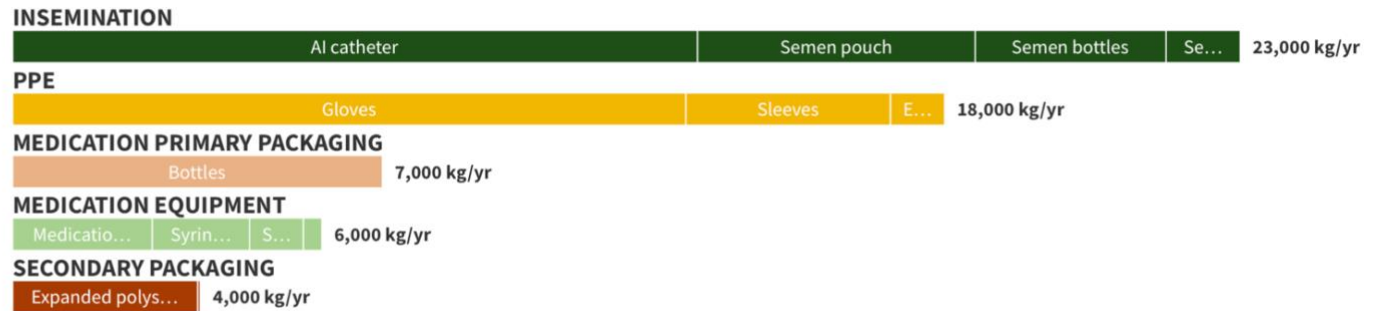 INSEMINATION
AI catheter Semen pouch Semen bottles Se… 23,000 kg/yr
PPE
Gloves Sleeves E… 18,000 kg/yr
MEDICATION PRIMARY PACKAGING
Bottles 7,000 kg/yr
MEDICATION EQUIPMENT
Medicatio… Syrin… S… 6,000 kg/yr
SECONDARY PACKAGING
Expanded polys… 4,000 kg/yr